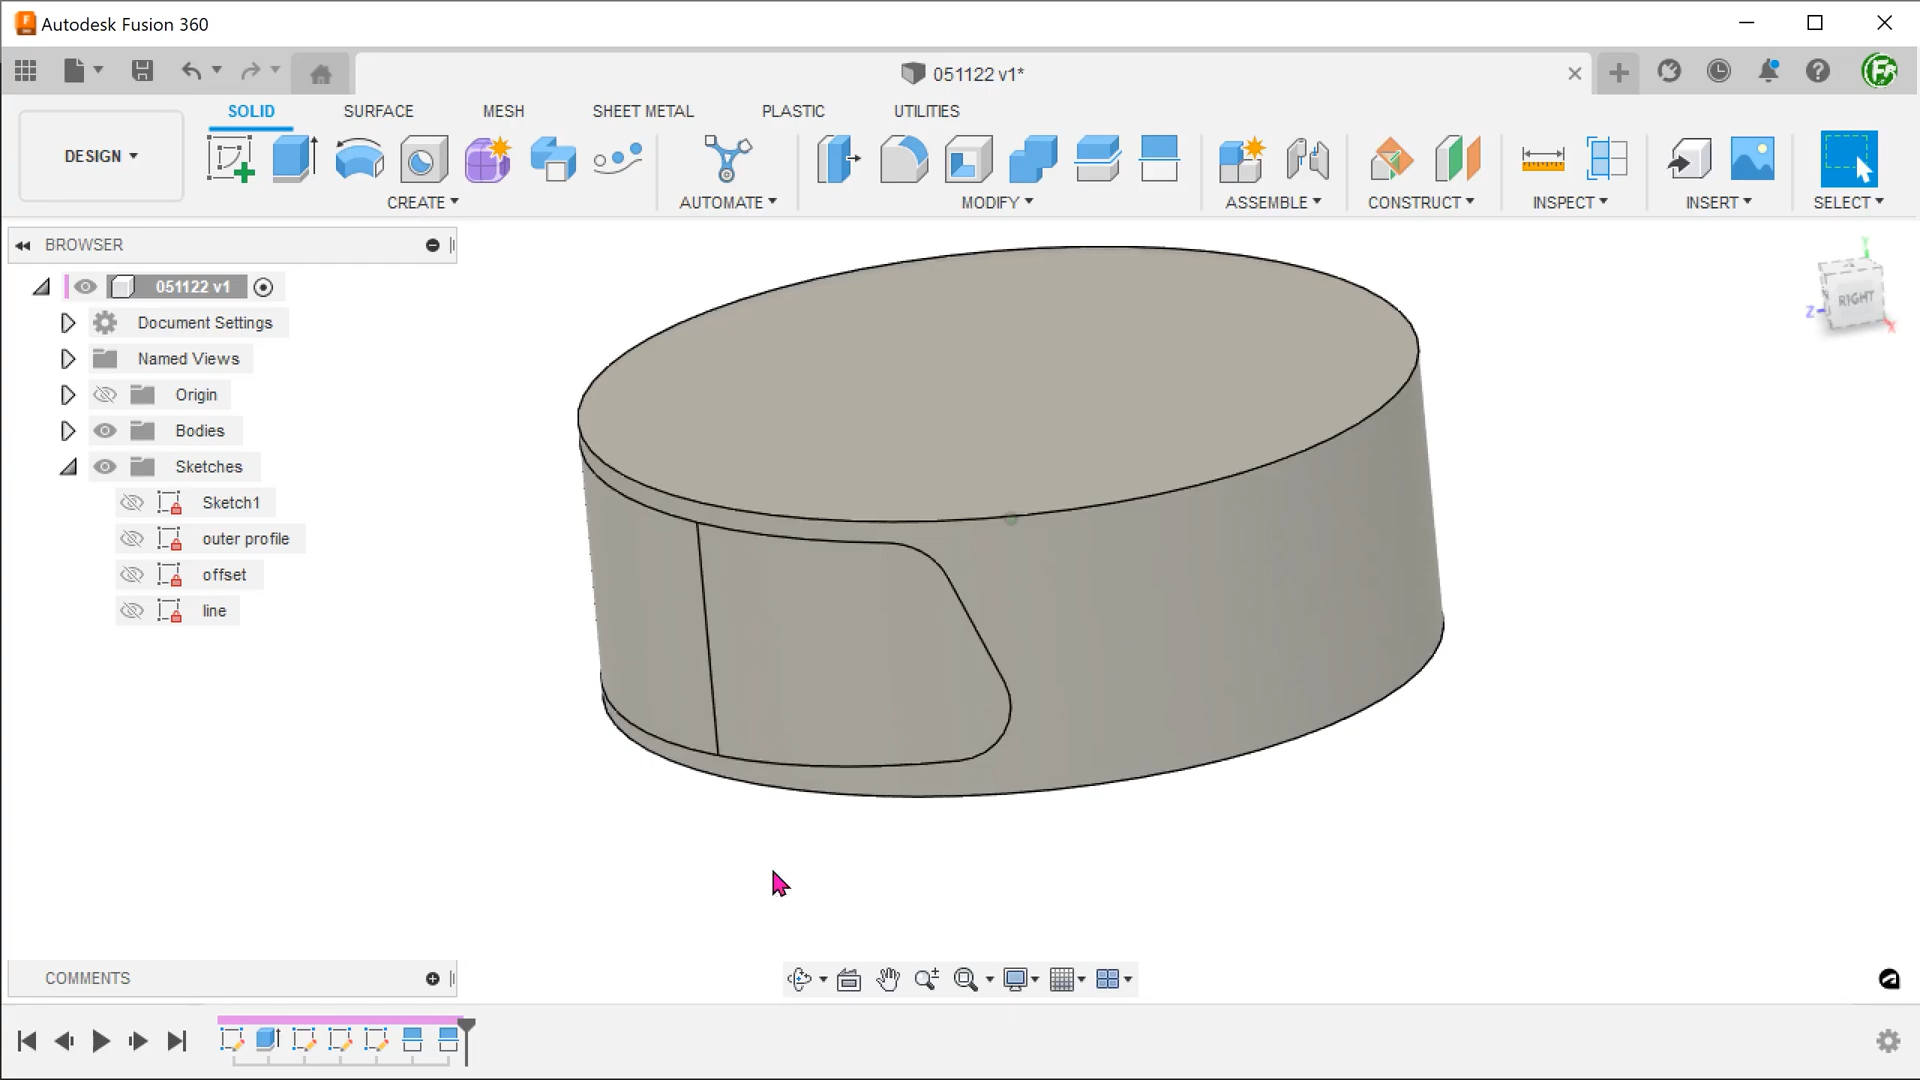 Autodesk Fusion 360
051122 v1*
SOLID SURFACE MESH SHEET METAL PLASTIC UTILITIES
DESIGN
CREATE AUTOMATE MODIFY ASSEMBLE CONSTRUCT INSPECT INSERT SELECT
BROWSER
051122 v1
Document Settings
Named Views
Origin
Bodies
Sketches
Sketch1
outer profile
offset
line
Y
RIGHT
Z
X
COMMENTS